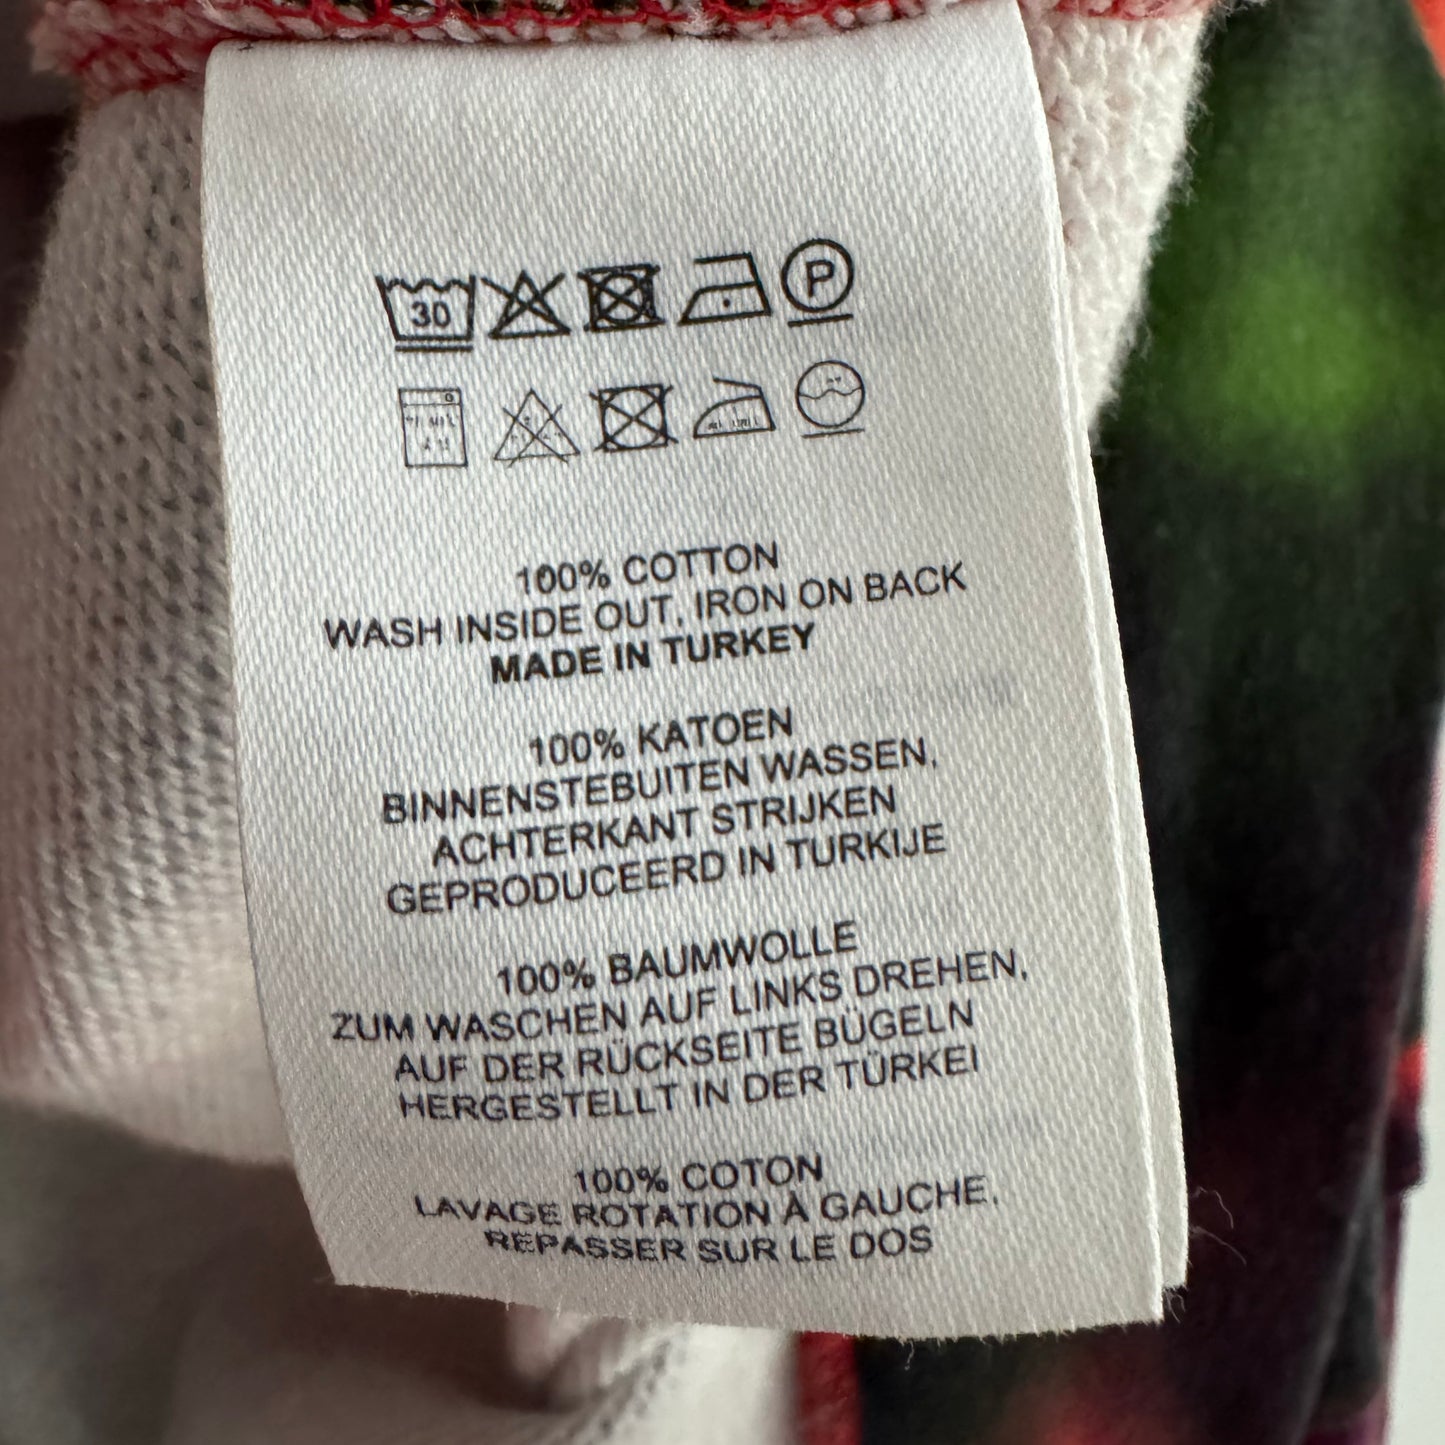 30 P
100% COTTON
WASH INSIDE OUT, IRON ON BACK
MADE IN TURKEY
100% KATOEN
BINNENSTEBUITEN WASSEN,
ACHTERKANT STRIJKEN
GEPRODUCEERD IN TURKIJE
100% BAUMWOLLE
ZUM WASCHEN AUF LINKS DREHEN,
AUF DER RÜCKSEITE BÜGELN
HERGESTELLT IN DER TÜRKEI
100% COTON
LAVAGE ROTATION À GAUCHE,
REPASSER SUR LE DOS